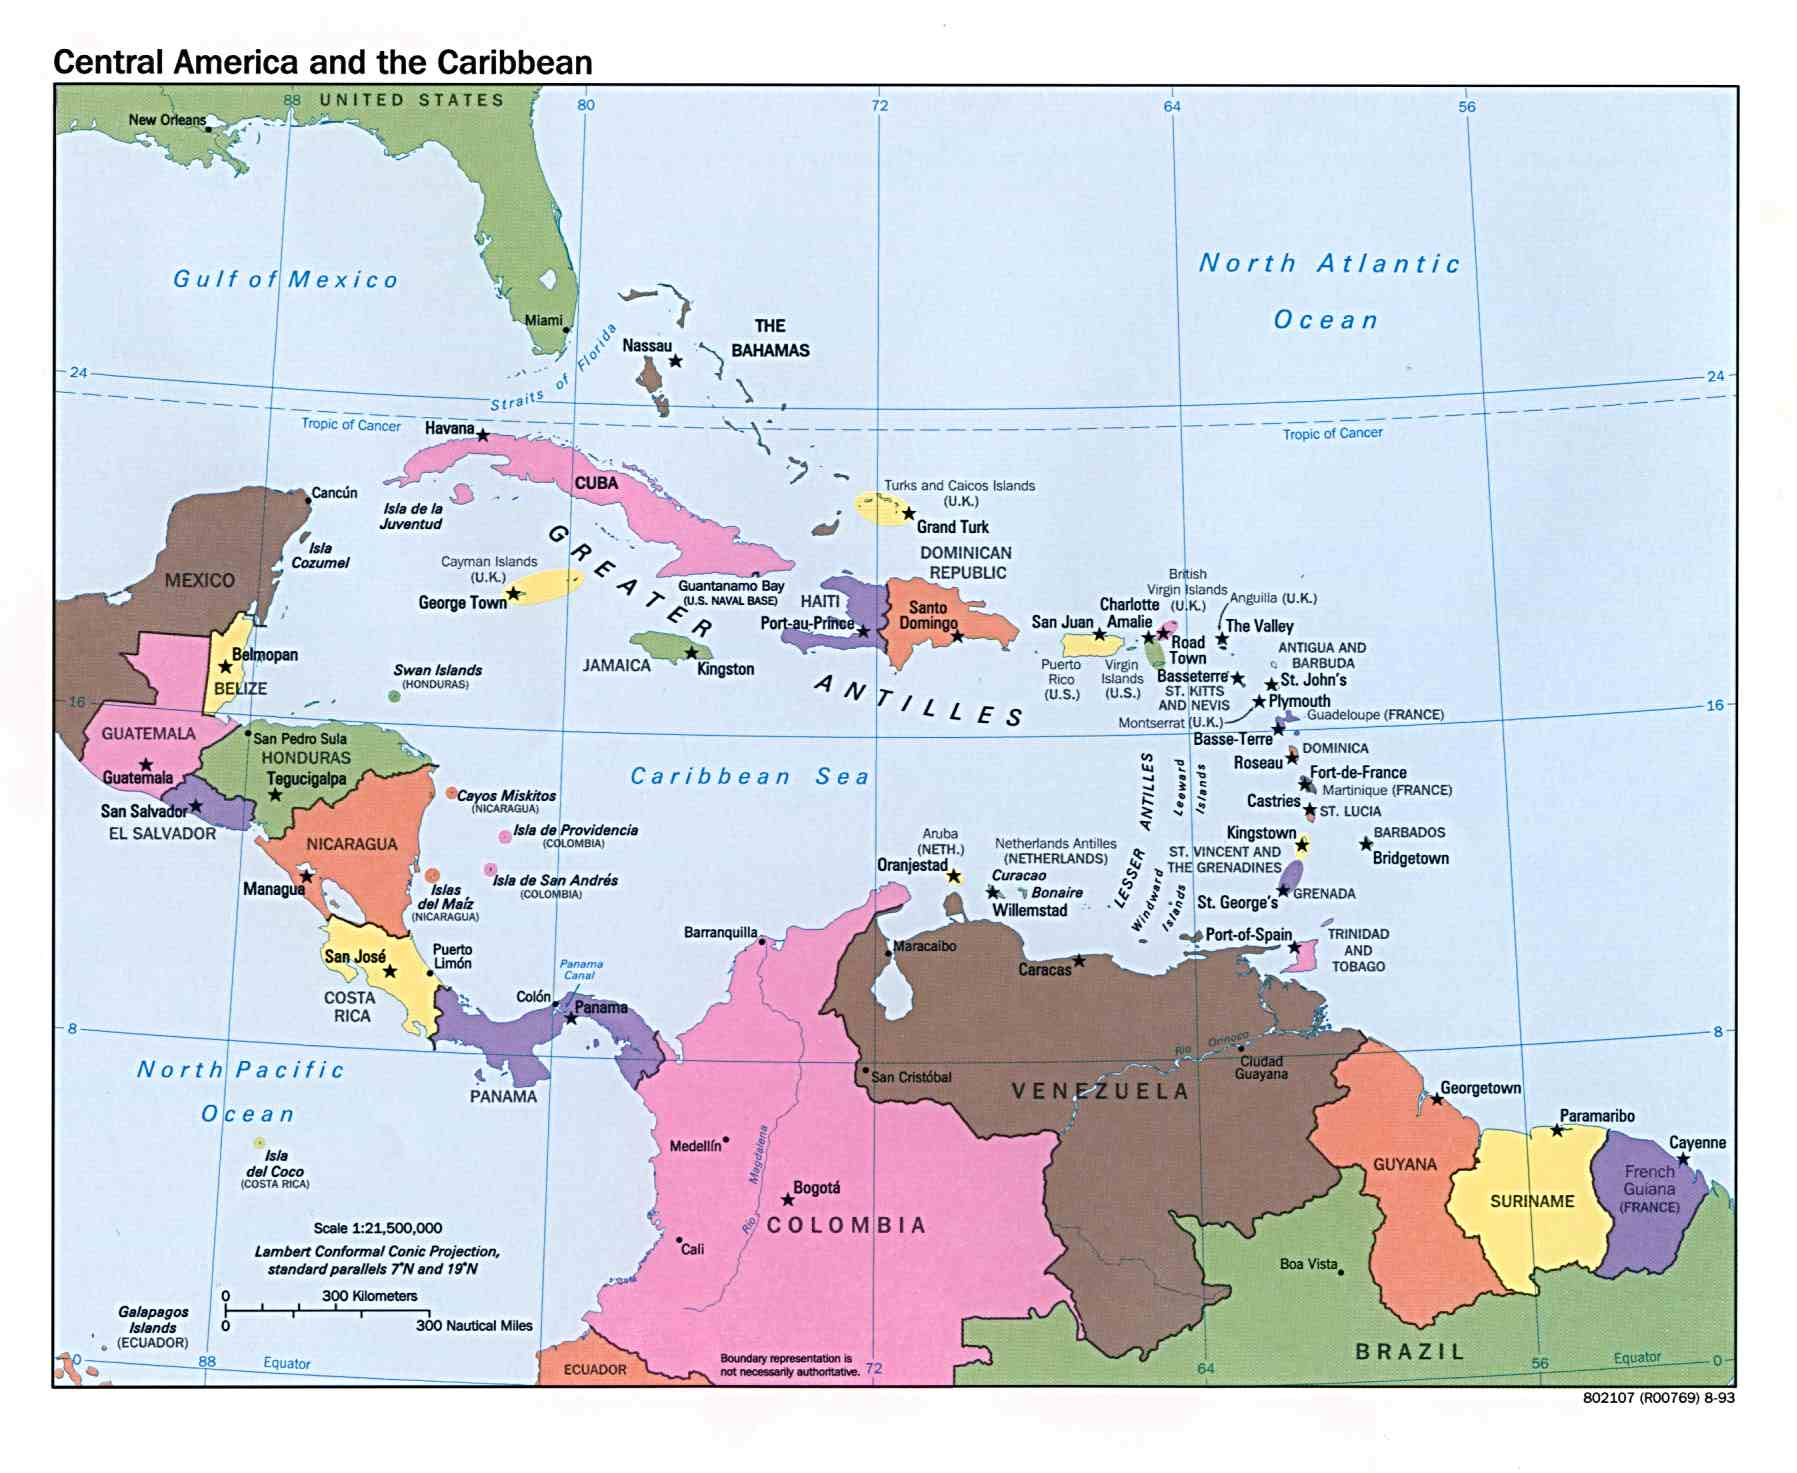 Central America and the Caribbean
88
UNITED STATES
80
72
64
56
New Orleans
Gulf of Mexico
North Atlantic
Ocean
Miami
Straits of Florida
Nassau
THE
BAHAMAS
24
24
Tropic of Cancer
Tropic of Cancer
Havana
CUBA
Cancún
Isla de la
Juventud
Isla
Cozumel
MEXICO
Turks and Caicos Islands
(U.K.)
Grand Turk
GREATER
ANTILLES
Cayman Islands
(U.K.)
George Town
Guantanamo Bay
(U.S. NAVAL BASE)
HAITI
Port-au-Prince
DOMINICAN
REPUBLIC
Santo
Domingo
JAMAICA
Kingston
San Juan
Puerto
Rico
(U.S.)
Charlotte
Amalie
Virgin
Islands
(U.S.)
British
Virgin Islands
(U.K.)
Road
Town
Anguilla (U.K.)
The Valley
ANTIGUA AND
BARBUDA
St. John's
Basseterre
ST. KITTS
AND NEVIS
Plymouth
Montserrat (U.K.)
Guadeloupe (FRANCE)
Basse-Terre
DOMINICA
Roseau
Fort-de-France
Martinique (FRANCE)
Castries
ST. LUCIA
Kingstown
ST. VINCENT AND
THE GRENADINES
BARBADOS
Bridgetown
St. George's
GRENADA
Port-of-Spain
TRINIDAD
AND
TOBAGO
LESSER ANTILLES
Leeward
Islands
Windward
Islands
Belmopan
BELIZE
16
16
Swan Islands
(HONDURAS)
GUATEMALA
Guatemala
San Pedro Sula
HONDURAS
Tegucigalpa
San Salvador
EL SALVADOR
NICARAGUA
Managua
Caribbean Sea
Cayos Miskitos
(NICARAGUA)
Isla de Providencia
(COLOMBIA)
Isla de San Andrés
(COLOMBIA)
Islas
del Maíz
(NICARAGUA)
Aruba
(NETH.)
Oranjestad
Netherlands Antilles
(NETHERLANDS)
Curacao
Bonaire
Willemstad
San José
Puerto
Limón
COSTA
RICA
Panama
Canal
Colón
Panama
PANAMA
Barranquilla
Maracaibo
Caracas
8
8
San Cristóbal
VENEZUELA
Rio Orinoco
Ciudad
Guayana
North Pacific
Ocean
Isla
del Coco
(COSTA RICA)
Medellín
Rio Magdalena
Bogotá
COLOMBIA
Cali
Georgetown
GUYANA
Paramaribo
SURINAME
Cayenne
French
Guiana
(FRANCE)
Boa Vista
BRAZIL
Scale 1:21,500,000
Lambert Conformal Conic Projection,
standard parallels 7°N and 19°N
0
300 Kilometers
0
300 Nautical Miles
Galapagos
Islands
(ECUADOR)
0
88
Equator
ECUADOR
Boundary representation is
not necessarily authoritative.
72
64
56
Equator
0
802107 (R00769) 8-93